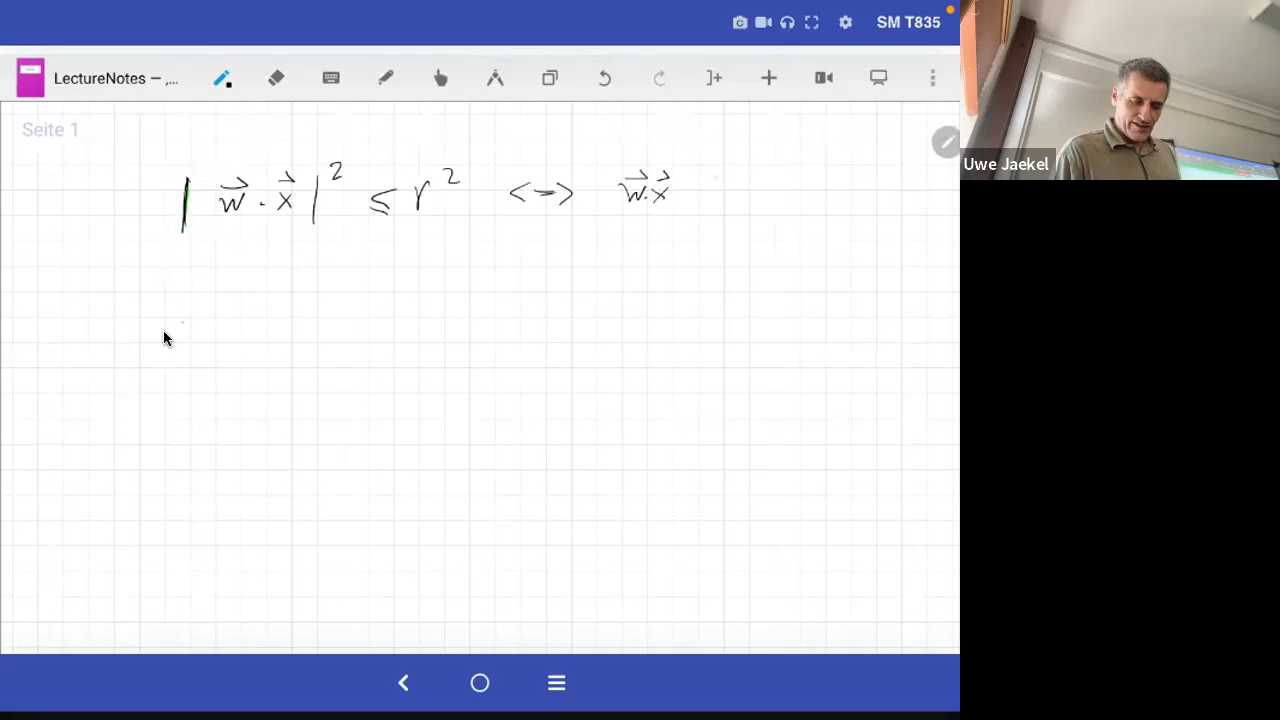 SM T835
LectureNotes – ,...
Seite 1
| w⃗ · x⃗ |² ≤ r² <=> w⃗·x⃗
Uwe Jaekel